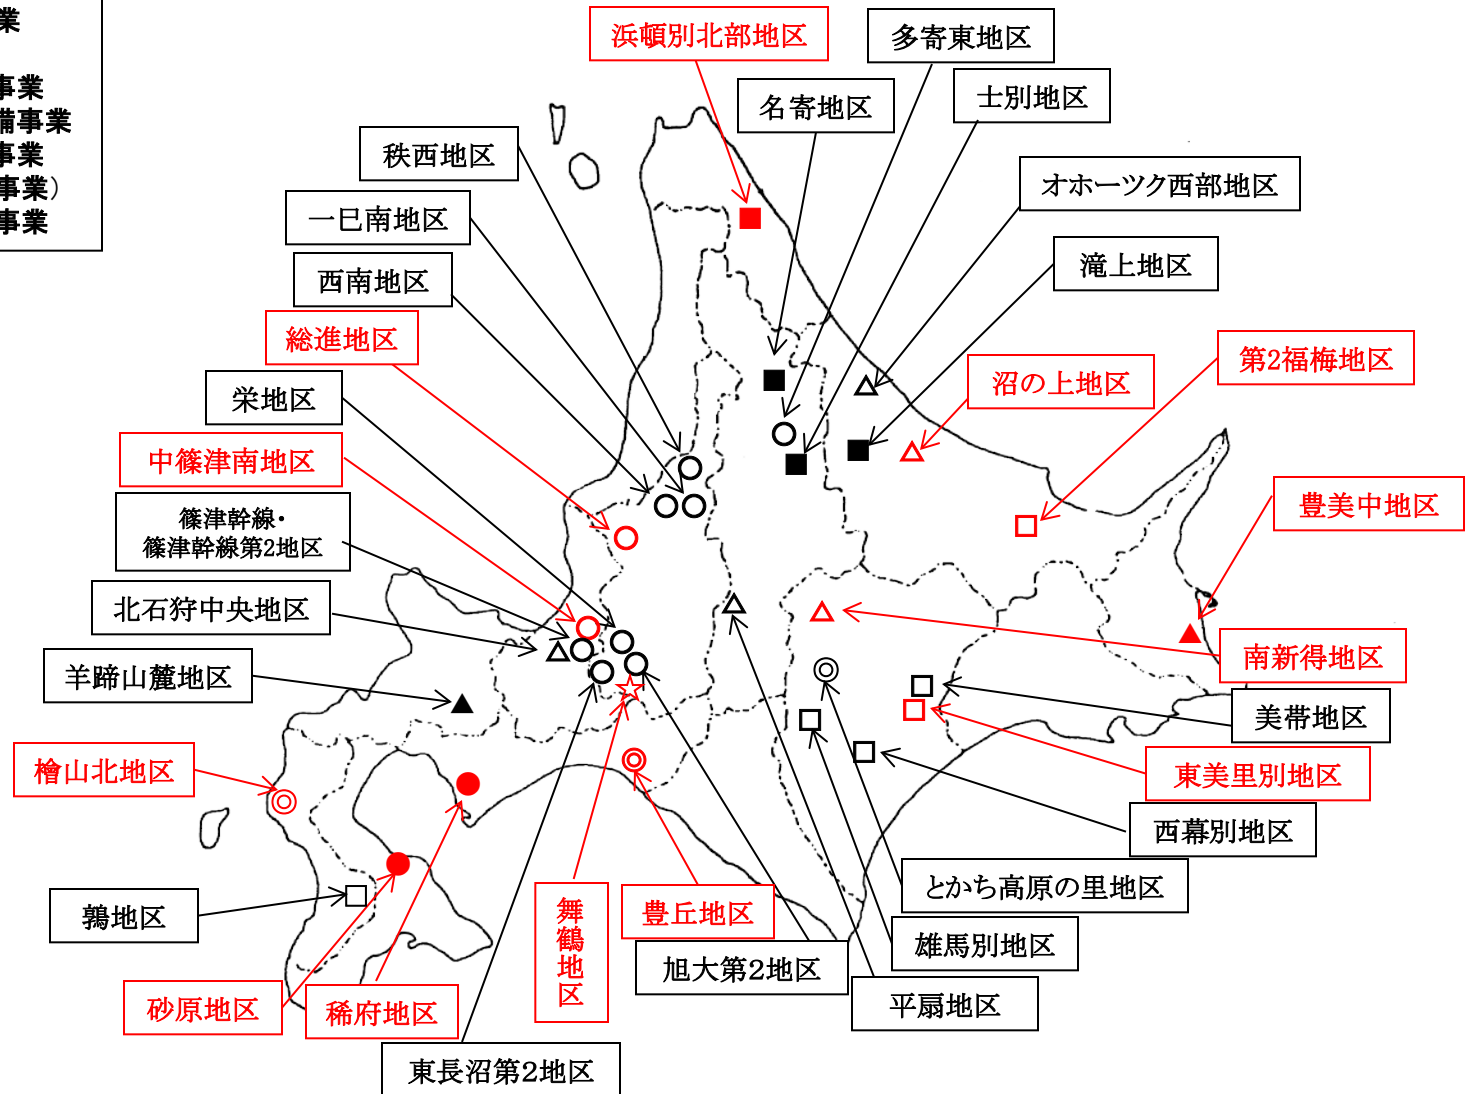 業
事業
備事業
事業
事業）
事業
浜頓別北部地区
多寄東地区
名寄地区
士別地区
秩西地区
オホーツク西部地区
一已南地区
滝上地区
西南地区
総進地区
第2福梅地区
沼の上地区
栄地区
中篠津南地区
豊美中地区
篠津幹線・
篠津幹線第2地区
北石狩中央地区
南新得地区
羊蹄山麓地区
美帯地区
檜山北地区
東美里別地区
西幕別地区
とかち高原の里地区
鶉地区
舞鶴地区
豊丘地区
雄馬別地区
旭大第2地区
平扇地区
砂原地区
稀府地区
東長沼第2地区